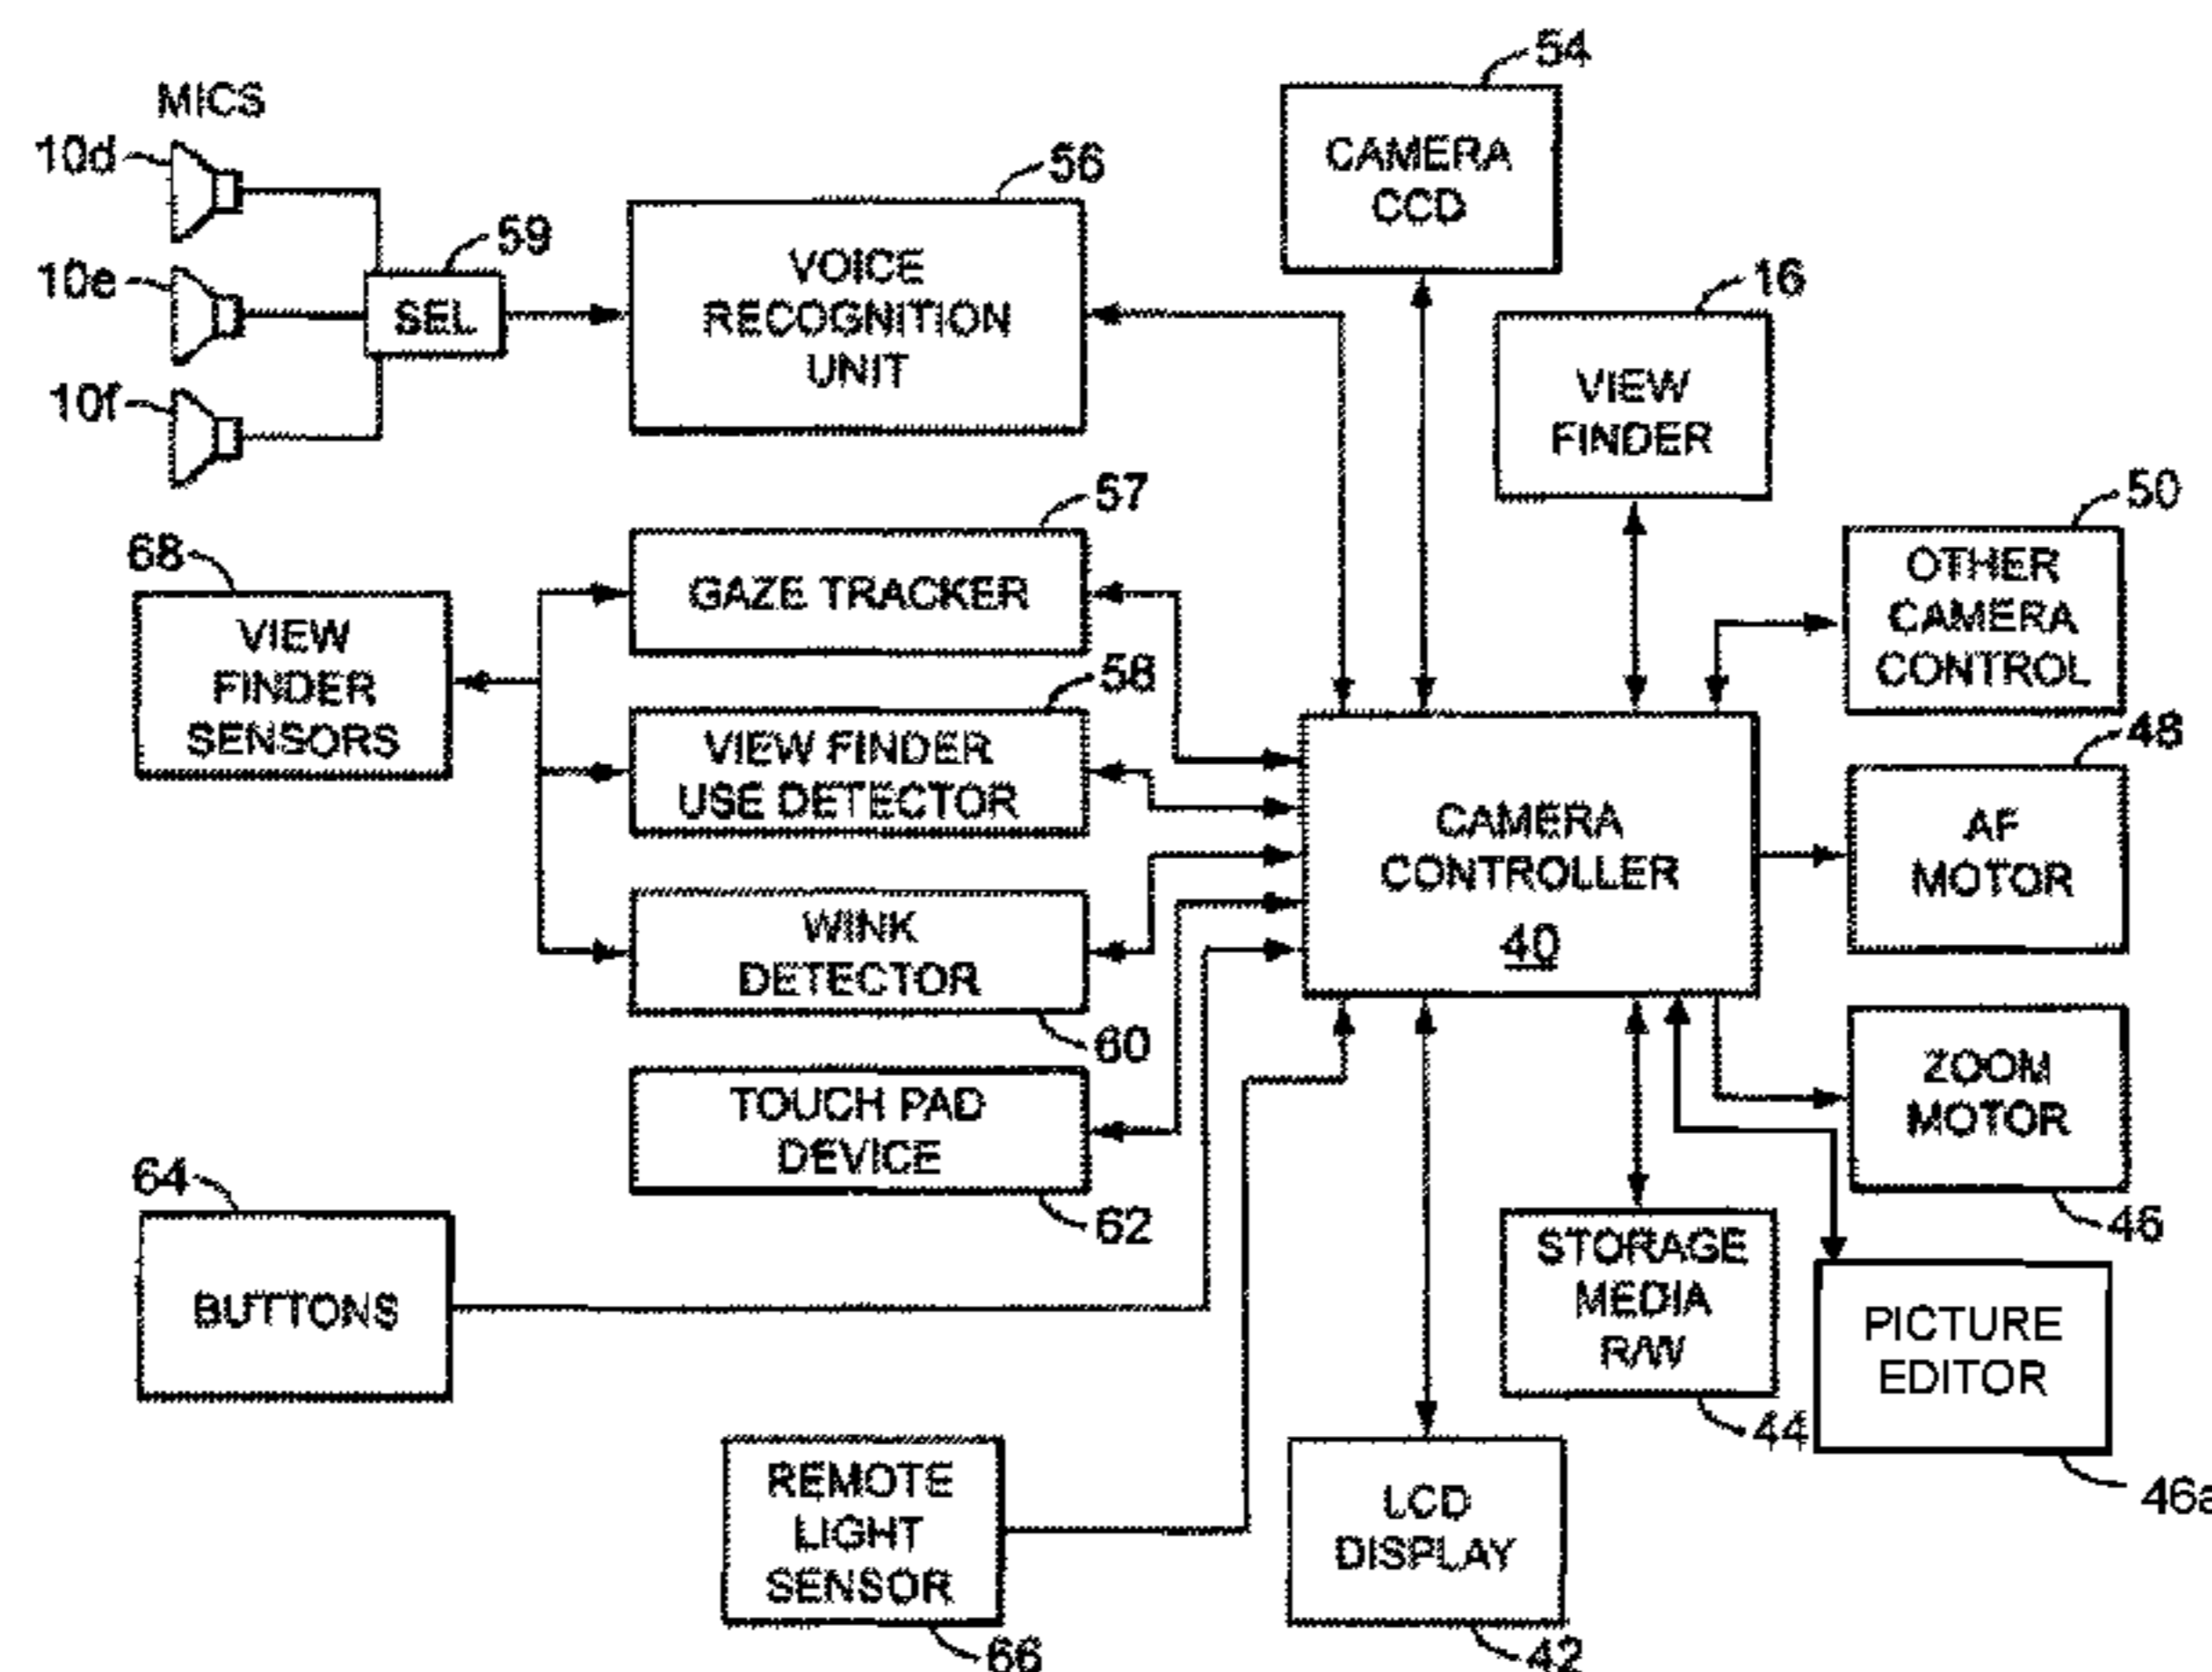 MICS
10d
10e
10f
59
SEL
56
VOICE
RECOGNITION
UNIT
54
CAMERA
CCD
16
VIEW
FINDER
50
OTHER
CAMERA
CONTROL
68
VIEW
FINDER
SENSORS
57
GAZE TRACKER
58
VIEW FINDER
USE DETECTOR
WINK
DETECTOR
60
TOUCH PAD
DEVICE
62
CAMERA
CONTROLLER
40
48
AF
MOTOR
ZOOM
MOTOR
46
64
BUTTONS
STORAGE
MEDIA
R/W
44
PICTURE
EDITOR
46a
REMOTE
LIGHT
SENSOR
66
LCD
DISPLAY
42